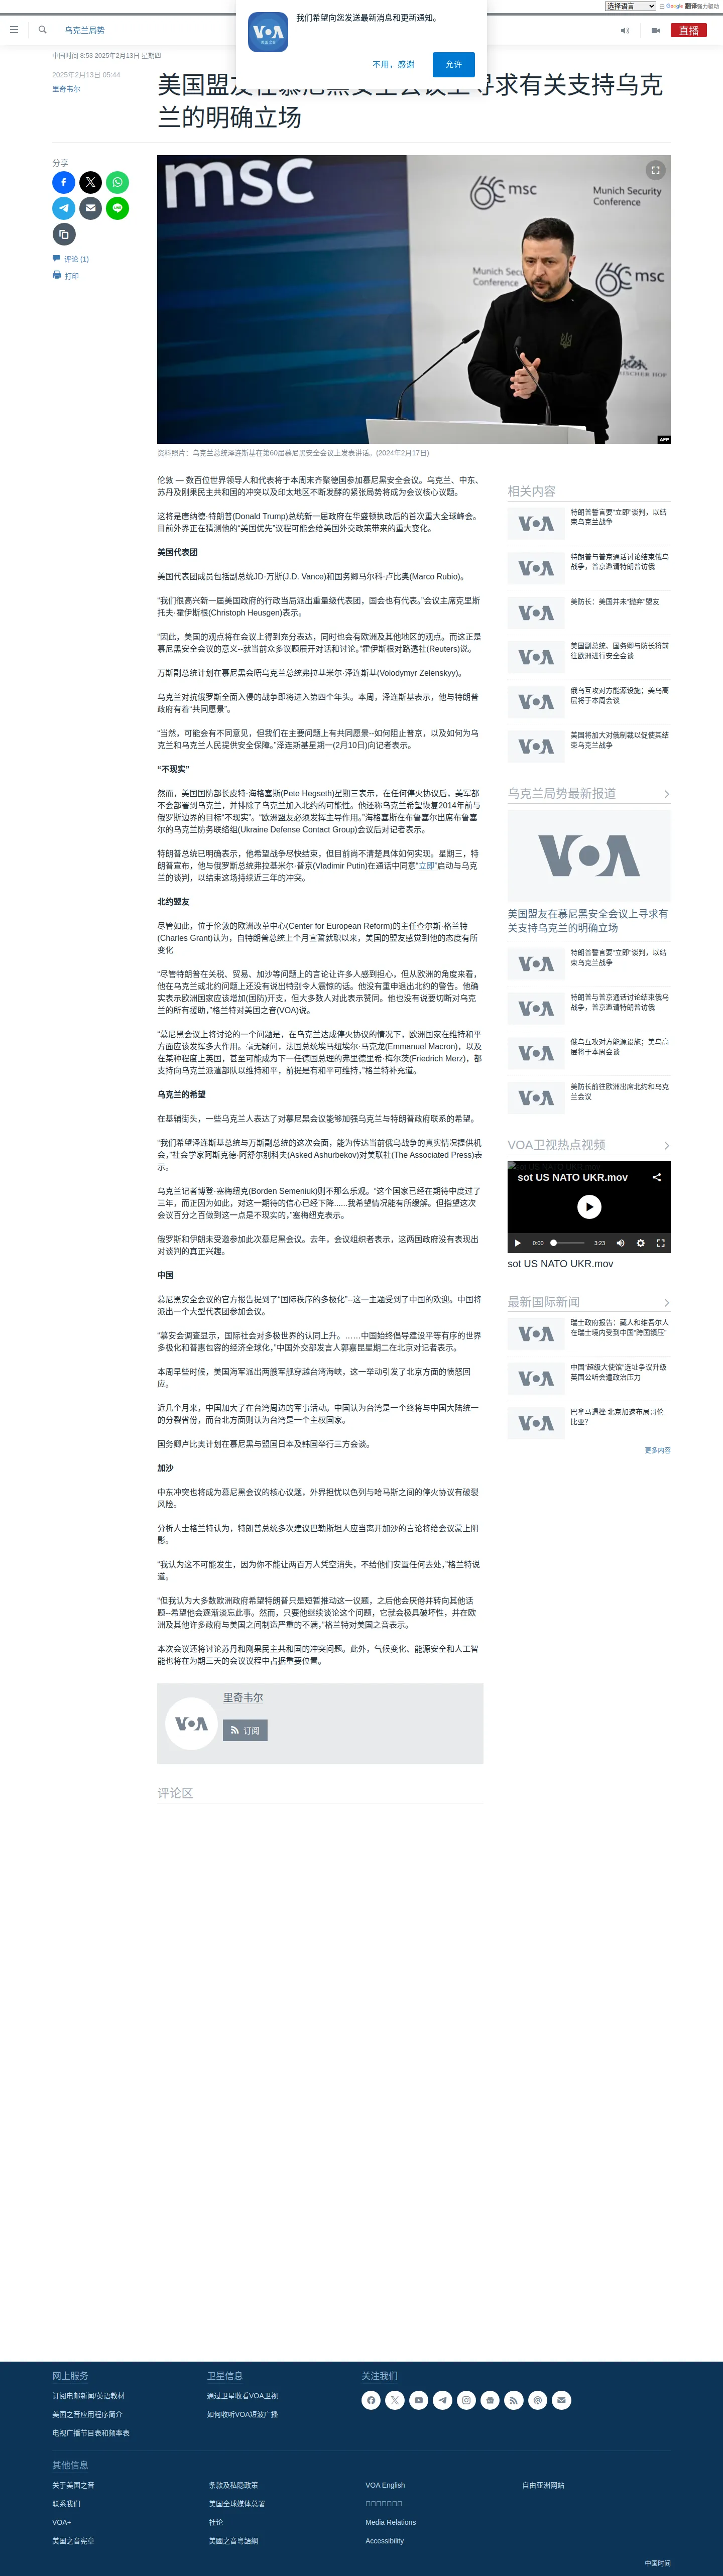 选择语言
由 Google 翻译强力驱动
我们希望向您发送最新消息和更新通知。
VOA
美国之音
不用，感谢
允许
乌克兰局势
直播
中国时间 8:53 2025年2月13日 星期四
2025年2月13日 05:44
里奇韦尔
美国盟友在慕尼黑安全会议上寻求有关支持乌克
兰的明确立场
分享
评论 (1)
打印
msc
msc
Munich Security
Conference
msc
AFP
资料照片：乌克兰总统泽连斯基在第60届慕尼黑安全会议上发表讲话。(2024年2月17日)
伦敦 — 数百位世界领导人和代表将于本周末齐聚德国参加慕尼黑安全会议。乌克兰、中东、
苏丹及刚果民主共和国的冲突以及印太地区不断发酵的紧张局势将成为会议核心议题。
这将是唐纳德·特朗普(Donald Trump)总统新一届政府在华盛顿执政后的首次重大全球峰会。
目前外界正在猜测他的“美国优先”议程可能会给美国外交政策带来的重大变化。
美国代表团
美国代表团成员包括副总统JD·万斯(J.D. Vance)和国务卿马尔科·卢比奥(Marco Rubio)。
“我们很高兴新一届美国政府的行政当局派出重量级代表团，国会也有代表。”会议主席克里斯
托夫·霍伊斯根(Christoph Heusgen)表示。
“因此，美国的观点将在会议上得到充分表达，同时也会有欧洲及其他地区的观点。而这正是
慕尼黑安全会议的意义--就当前众多议题展开对话和讨论。”霍伊斯根对路透社(Reuters)说。
万斯副总统计划在慕尼黑会晤乌克兰总统弗拉基米尔·泽连斯基(Volodymyr Zelenskyy)。
乌克兰对抗俄罗斯全面入侵的战争即将进入第四个年头。本周，泽连斯基表示，他与特朗普
政府有着“共同愿景”。
“当然，可能会有不同意见，但我们在主要问题上有共同愿景--如何阻止普京，以及如何为乌
克兰和乌克兰人民提供安全保障。”泽连斯基星期一(2月10日)向记者表示。
“不现实”
然而，美国国防部长皮特·海格塞斯(Pete Hegseth)星期三表示，在任何停火协议后，美军都
不会部署到乌克兰，并排除了乌克兰加入北约的可能性。他还称乌克兰希望恢复2014年前与
俄罗斯边界的目标“不现实”。“欧洲盟友必须发挥主导作用。”海格塞斯在布鲁塞尔出席布鲁塞
尔的乌克兰防务联络组(Ukraine Defense Contact Group)会议后对记者表示。
特朗普总统已明确表示，他希望战争尽快结束，但目前尚不清楚具体如何实现。星期三，特
朗普宣布，他与俄罗斯总统弗拉基米尔·普京(Vladimir Putin)在通话中同意“立即”启动与乌克
兰的谈判，以结束这场持续近三年的冲突。
北约盟友
尽管如此，位于伦敦的欧洲改革中心(Center for European Reform)的主任查尔斯·格兰特
(Charles Grant)认为，自特朗普总统上个月宣誓就职以来，美国的盟友感觉到他的态度有所
变化
“尽管特朗普在关税、贸易、加沙等问题上的言论让许多人感到担心，但从欧洲的角度来看，
他在乌克兰或北约问题上还没有说出特别令人震惊的话。他没有重申退出北约的警告。他确
实表示欧洲国家应该增加(国防)开支，但大多数人对此表示赞同。他也没有说要切断对乌克
兰的所有援助，”格兰特对美国之音(VOA)说。
“慕尼黑会议上将讨论的一个问题是，在乌克兰达成停火协议的情况下，欧洲国家在维持和平
方面应该发挥多大作用。毫无疑问，法国总统埃马纽埃尔·马克龙(Emmanuel Macron)，以及
在某种程度上英国，甚至可能成为下一任德国总理的弗里德里希·梅尔茨(Friedrich Merz)，都
支持向乌克兰派遣部队以维持和平，前提是有和平可维持，”格兰特补充道。
乌克兰的希望
在基辅街头，一些乌克兰人表达了对慕尼黑会议能够加强乌克兰与特朗普政府联系的希望。
“我们希望泽连斯基总统与万斯副总统的这次会面，能为传达当前俄乌战争的真实情况提供机
会，”社会学家阿斯克德·阿舒尔别科夫(Asked Ashurbekov)对美联社(The Associated Press)表
示。
乌克兰记者博登·塞梅纽克(Borden Semeniuk)则不那么乐观。“这个国家已经在期待中度过了
三年，而正因为如此，对这一期待的信心已经下降……我希望情况能有所缓解。但指望这次
会议百分之百做到这一点是不现实的，”塞梅纽克表示。
俄罗斯和伊朗未受邀参加此次慕尼黑会议。去年，会议组织者表示，这两国政府没有表现出
对谈判的真正兴趣。
中国
慕尼黑安全会议的官方报告提到了“国际秩序的多极化”--这一主题受到了中国的欢迎。中国将
派出一个大型代表团参加会议。
“慕安会调查显示，国际社会对多极世界的认同上升。……中国始终倡导建设平等有序的世界
多极化和普惠包容的经济全球化，”中国外交部发言人郭嘉昆星期二在北京对记者表示。
本周早些时候，美国海军派出两艘军舰穿越台湾海峡，这一举动引发了北京方面的愤怒回
应。
近几个月来，中国加大了在台湾周边的军事活动。中国认为台湾是一个终将与中国大陆统一
的分裂省份，而台北方面则认为台湾是一个主权国家。
国务卿卢比奥计划在慕尼黑与盟国日本及韩国举行三方会谈。
加沙
中东冲突也将成为慕尼黑会议的核心议题，外界担忧以色列与哈马斯之间的停火协议有破裂
风险。
分析人士格兰特认为，特朗普总统多次建议巴勒斯坦人应当离开加沙的言论将给会议蒙上阴
影。
“我认为这不可能发生，因为你不能让两百万人凭空消失，不给他们安置任何去处，”格兰特说
道。
“但我认为大多数欧洲政府希望特朗普只是短暂推动这一议题，之后他会厌倦并转向其他话
题--希望他会逐渐淡忘此事。然而，只要他继续谈论这个问题，它就会极具破坏性，并在欧
洲及其他许多政府与美国之间制造严重的不满，”格兰特对美国之音表示。
本次会议还将讨论苏丹和刚果民主共和国的冲突问题。此外，气候变化、能源安全和人工智
能也将在为期三天的会议议程中占据重要位置。
VOA
里奇韦尔
订阅
评论区
相关内容
VOA
特朗普誓言要“立即”谈判，以结
束乌克兰战争
VOA
特朗普与普京通话讨论结束俄乌
战争，普京邀请特朗普访俄
VOA
美防长：美国并未“抛弃”盟友
VOA
美国副总统、国务卿与防长将前
往欧洲进行安全会谈
VOA
俄乌互攻对方能源设施；美乌高
层将于本周会谈
VOA
美国将加大对俄制裁以促使其结
束乌克兰战争
乌克兰局势最新报道
VOA
美国盟友在慕尼黑安全会议上寻求有
关支持乌克兰的明确立场
VOA
特朗普誓言要“立即”谈判，以结
束乌克兰战争
VOA
特朗普与普京通话讨论结束俄乌
战争，普京邀请特朗普访俄
VOA
俄乌互攻对方能源设施；美乌高
层将于本周会谈
VOA
美防长前往欧洲出席北约和乌克
兰会议
VOA卫视热点视频
sot US NATO UKR.mov
0:00
3:23
sot US NATO UKR.mov
最新国际新闻
VOA
瑞士政府报告：藏人和维吾尔人
在瑞士境内受到中国“跨国镇压”
VOA
中国“超级大使馆”选址争议升级
英国公听会遭政治压力
VOA
巴拿马遇挫 北京加速布局哥伦
比亚？
更多内容
网上服务
订阅电邮新闻/英语教材
美国之音应用程序简介
电视广播节目表和频率表
卫星信息
通过卫星收看VOA卫视
如何收听VOA短波广播
关注我们
其他信息
关于美国之音
联系我们
VOA+
美国之音宪章
条款及私隐政策
美国全球媒体总署
社论
美國之音粵語網
VOA English
Media Relations
Accessibility
自由亚洲网站
中国时间